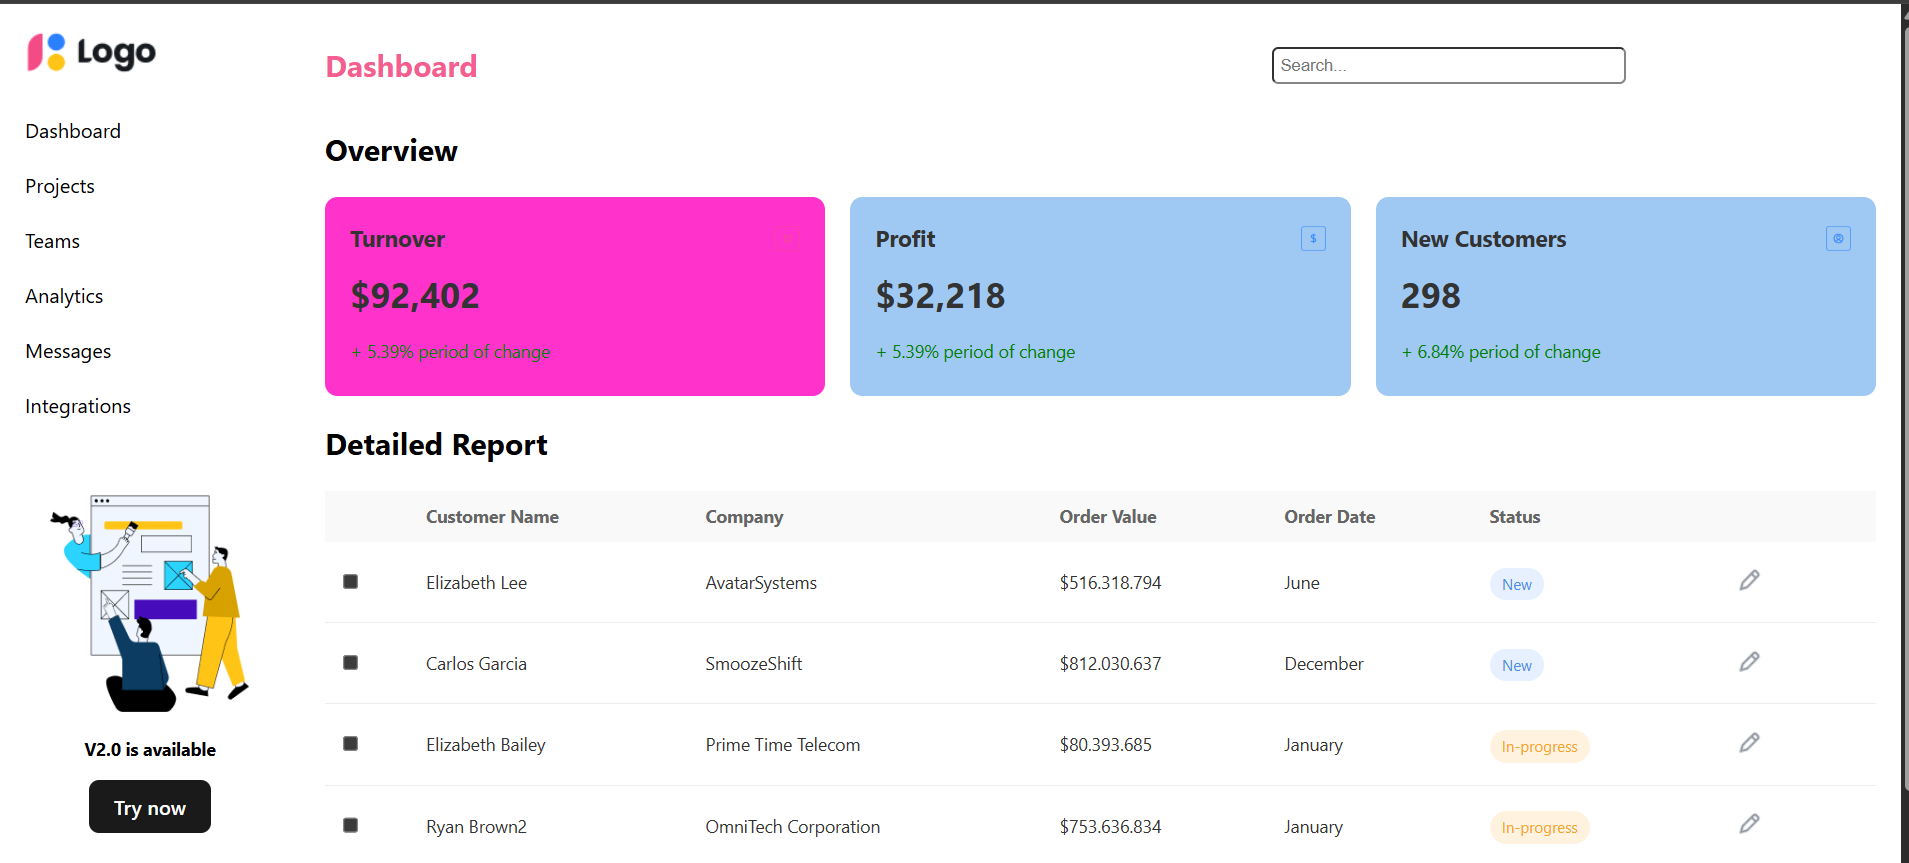 Logo
Dashboard
Search...
Dashboard
Projects
Teams
Analytics
Messages
Integrations
Overview
Turnover
$92,402
+ 5.39% period of change
Profit
$
$32,218
+ 5.39% period of change
New Customers
298
+ 6.84% period of change
Detailed Report
Customer Name Company Order Value Order Date Status
Elizabeth Lee AvatarSystems $516.318.794 June New
Carlos Garcia SmoozeShift $812.030.637 December New
Elizabeth Bailey Prime Time Telecom $80.393.685 January In-progress
Ryan Brown2 OmniTech Corporation $753.636.834 January In-progress
V2.0 is available
Try now